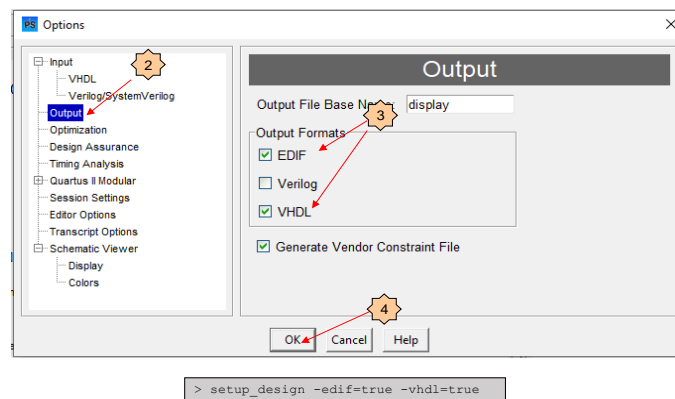 PS Options
Input
VHDL
Verilog/SystemVerilog
Output
Optimization
Design Assurance
Timing Analysis
Quartus II Modular
Session Settings
Editor Options
Transcript Options
Schematic Viewer
Display
Colors
2
Output
Output File Base Name: display
3
Output Formats
EDIF
Verilog
VHDL
Generate Vendor Constraint File
4
OK Cancel Help
> setup_design -edif=true -vhdl=true